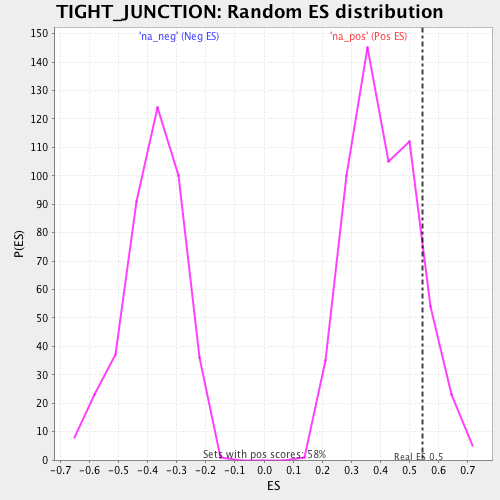 TIGHT_JUNCTION: Random ES distribution
'na_neg' (Neg ES)
'na_pos' (Pos ES)
150
140
130
120
110
100
90
80
70
60
50
40
30
20
10
0
P(ES)
Sets with pos scores: 58%
Real ES 0.5
-0.7 -0.6 -0.5 -0.4 -0.3 -0.2 -0.1 0.0 0.1 0.2 0.3 0.4 0.5 0.6 0.7
ES